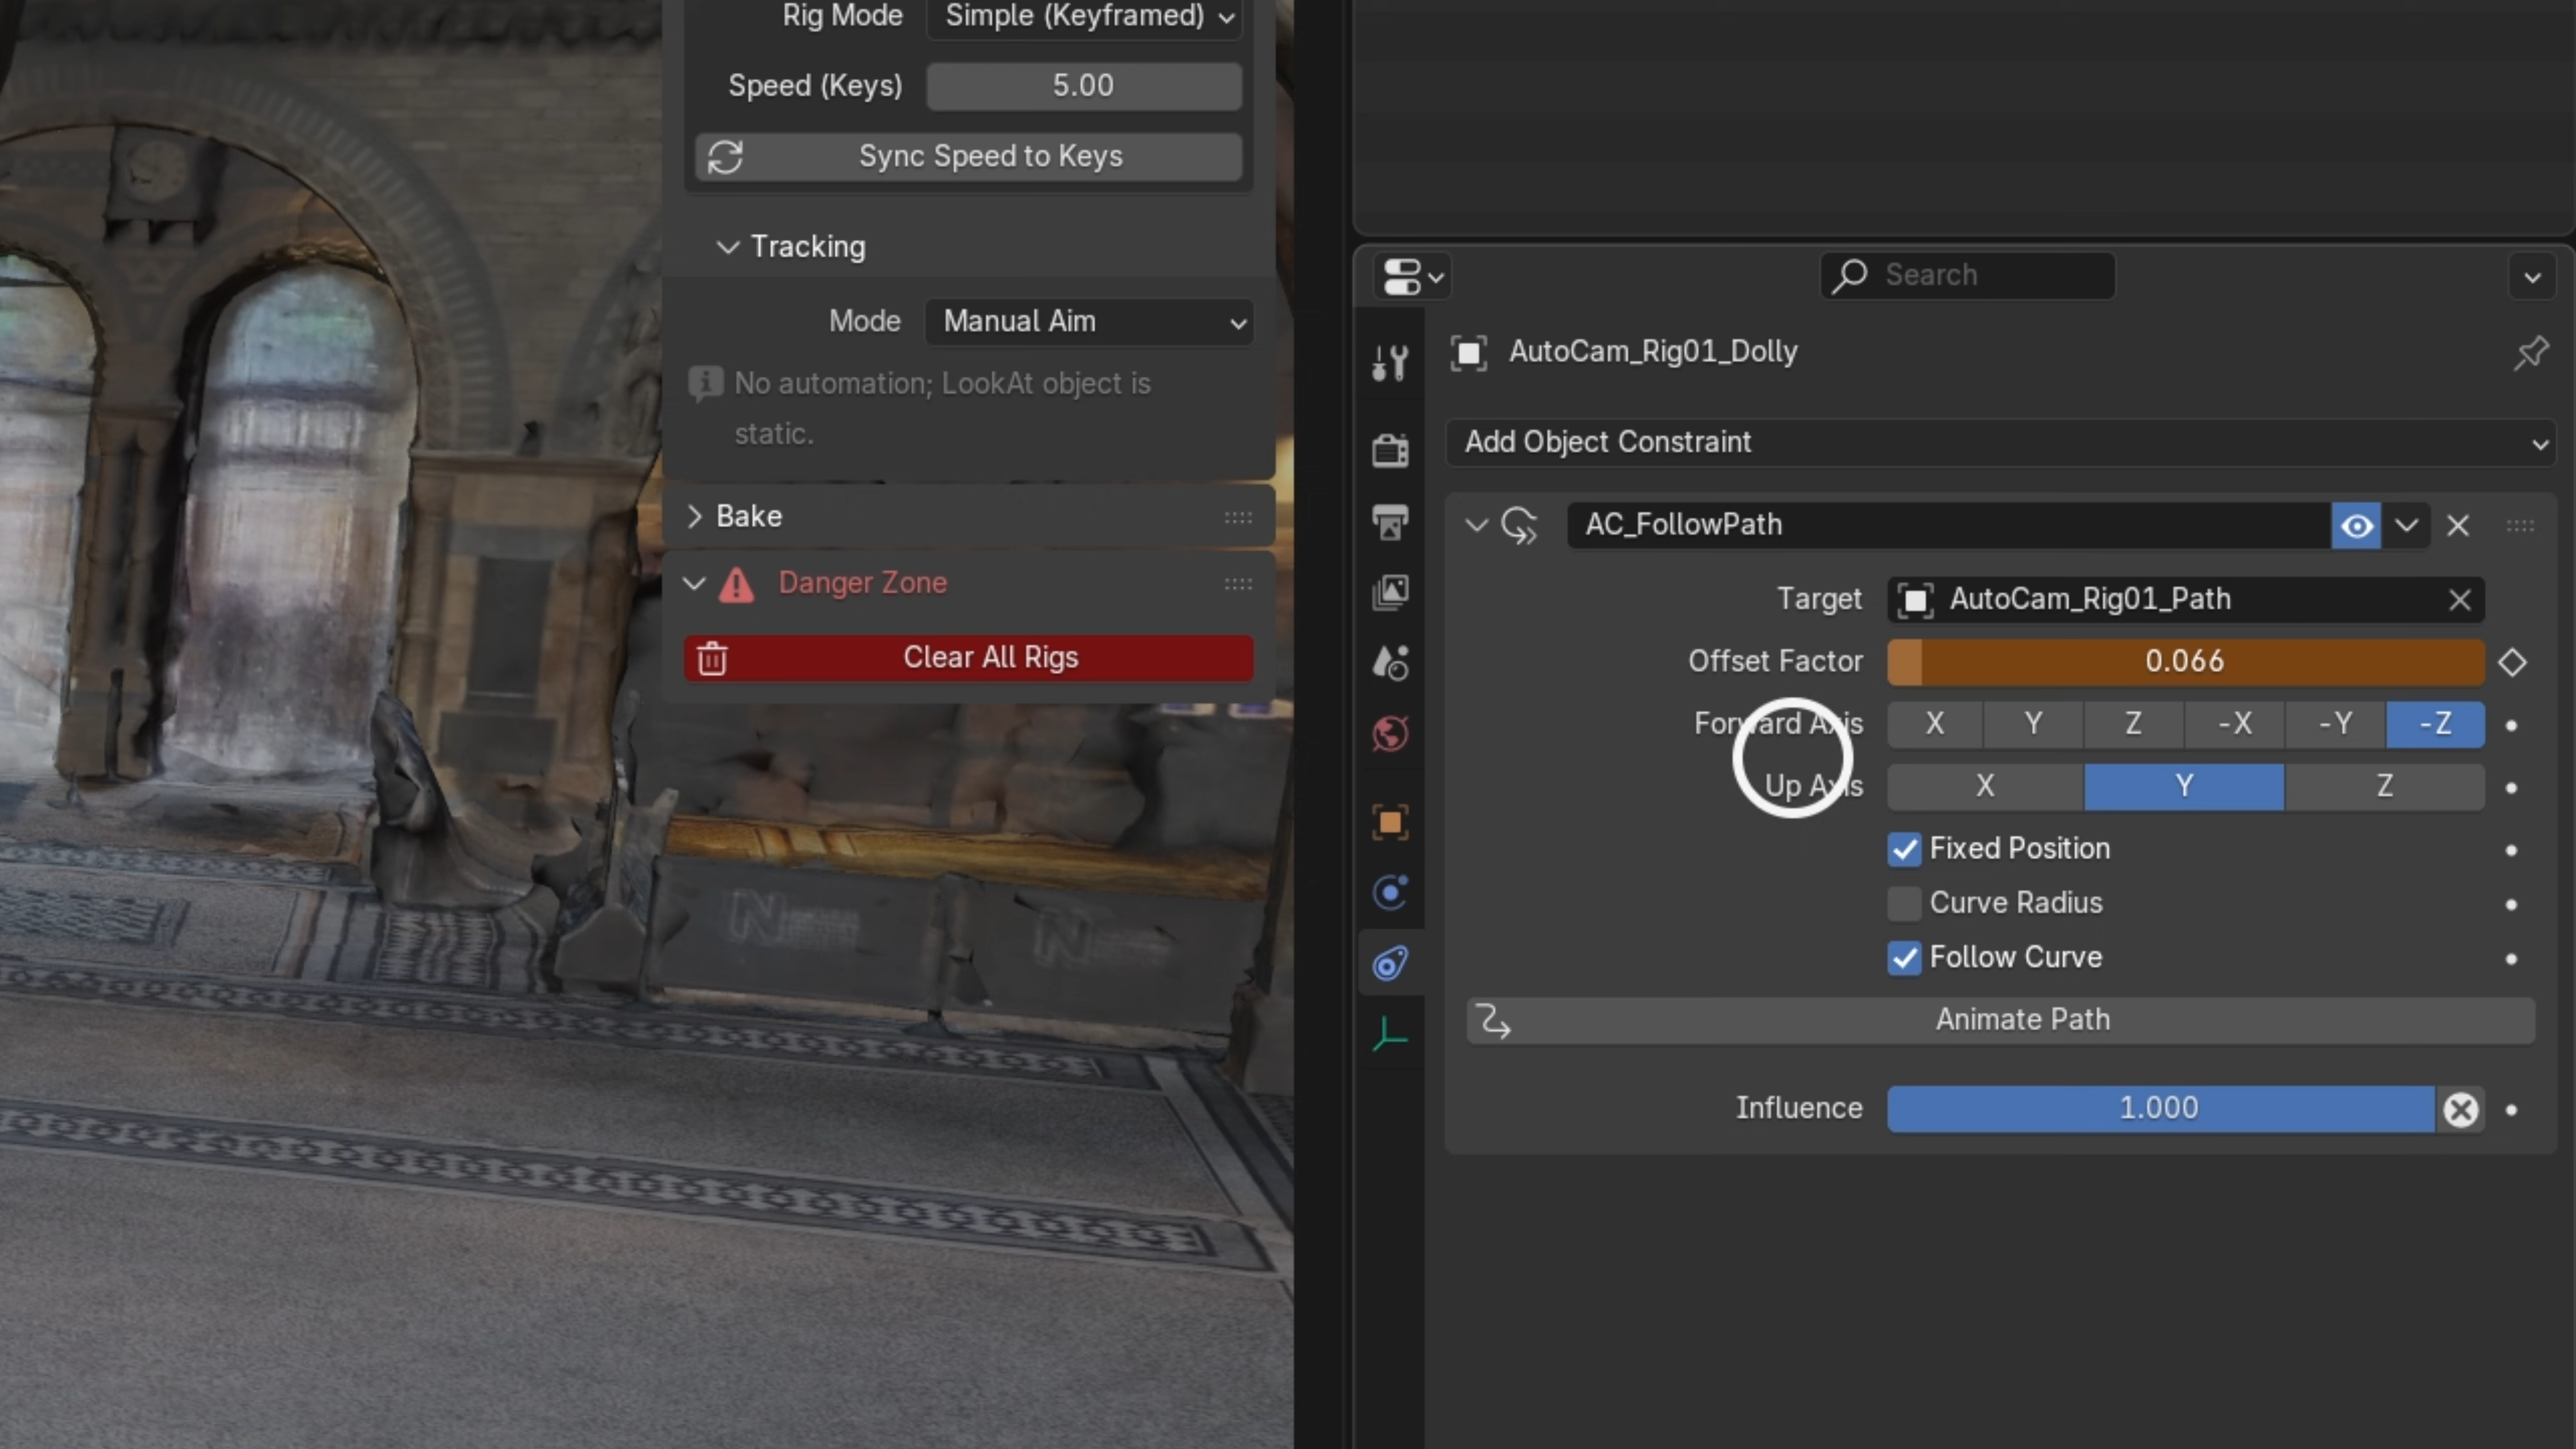 Rig Mode Simple (Keyframed)
Speed (Keys) 5.00
Sync Speed to Keys
Tracking
Mode Manual Aim
No automation; LookAt object is
static.
Bake
Danger Zone
Clear All Rigs
Search
AutoCam_Rig01_Dolly
Add Object Constraint
AC_FollowPath
Target AutoCam_Rig01_Path
Offset Factor 0.066
Forward Axis X Y Z -X -Y -Z
Up Axis X Y Z
Fixed Position
Curve Radius
Follow Curve
Animate Path
Influence 1.000